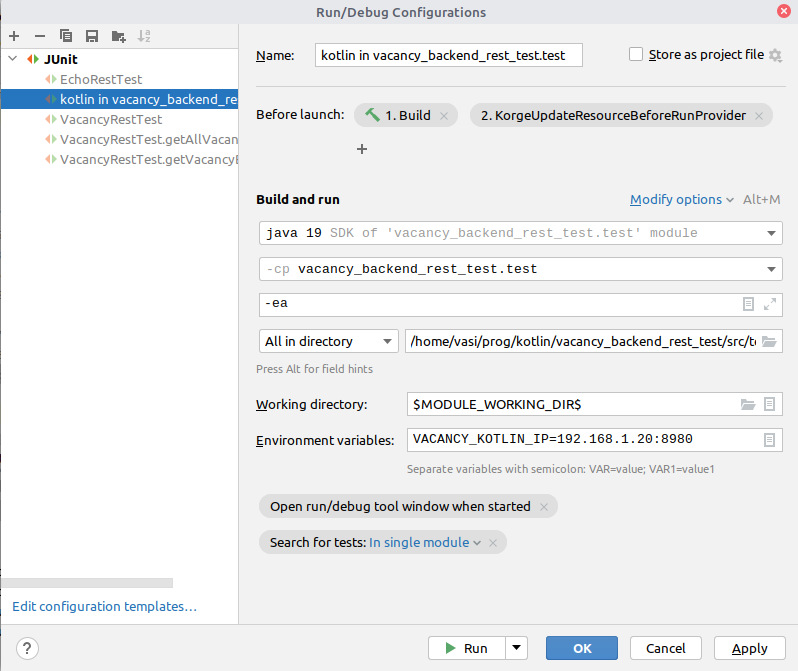 Run/Debug Configurations
JUnit
EchoRestTest
kotlin in vacancy_backend_re
VacancyRestTest
VacancyRestTest.getAllVacan
VacancyRestTest.getVacancyE
Edit configuration templates...
Name: kotlin in vacancy_backend_rest_test.test Store as project file
Before launch: 1. Build 2. KorgeUpdateResourceBeforeRunProvider
Build and run Modify options Alt+M
java 19 SDK of 'vacancy_backend_rest_test.test' module
-cp vacancy_backend_rest_test.test
-ea
All in directory /home/vasi/prog/kotlin/vacancy_backend_rest_test/src/te
Press Alt for field hints
Working directory: $MODULE_WORKING_DIR$
Environment variables: VACANCY_KOTLIN_IP=192.168.1.20:8980
Separate variables with semicolon: VAR=value; VAR1=value1
Open run/debug tool window when started
Search for tests: In single module
? Run OK Cancel Apply